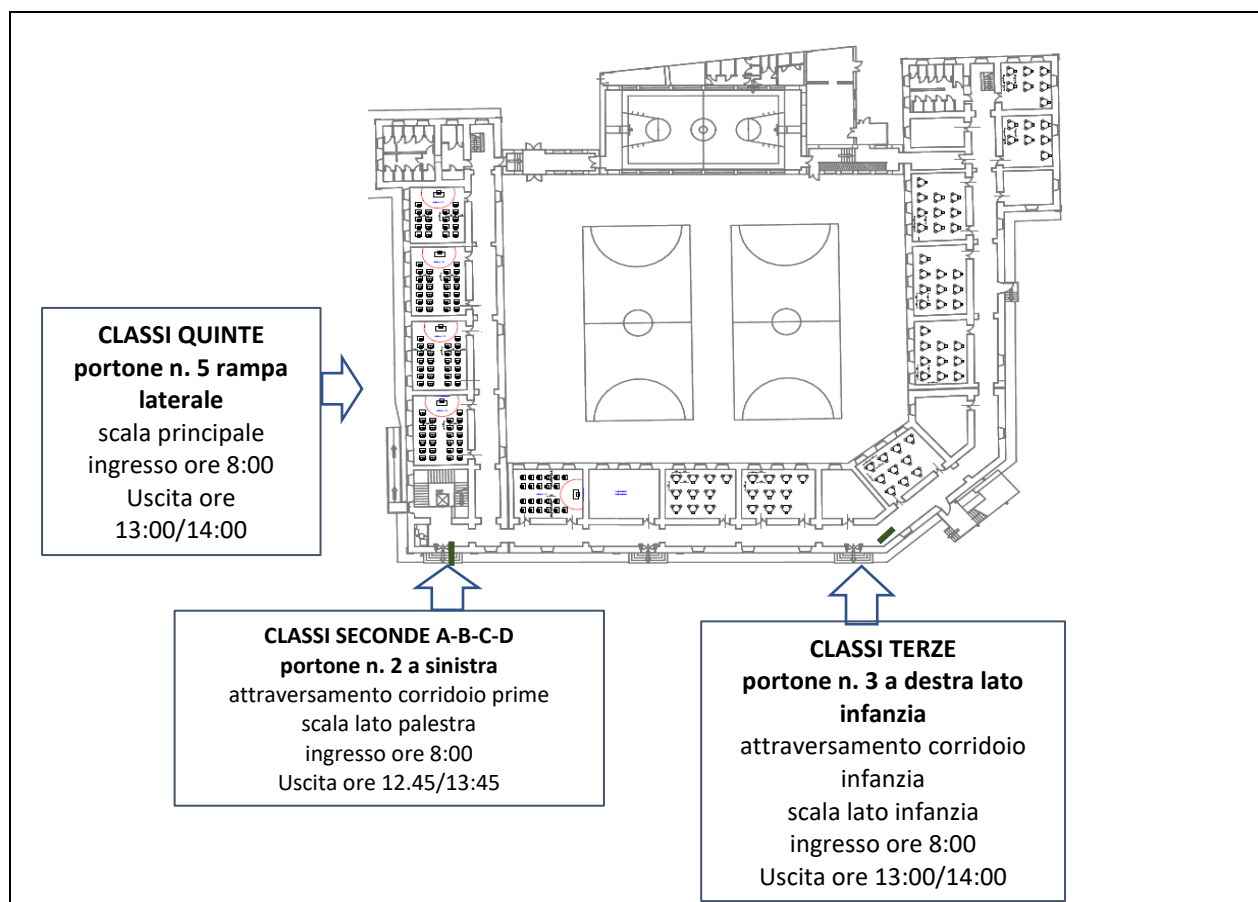 CLASSI QUINTE
portone n. 5 rampa
laterale
scala principale
ingresso ore 8:00
Uscita ore
13:00/14:00
CLASSI SECONDE A-B-C-D
portone n. 2 a sinistra
attraversamento corridoio prime
scala lato palestra
ingresso ore 8:00
Uscita ore 12.45/13:45
CLASSI TERZE
portone n. 3 a destra lato
infanzia
attraversamento corridoio
infanzia
scala lato infanzia
ingresso ore 8:00
Uscita ore 13:00/14:00